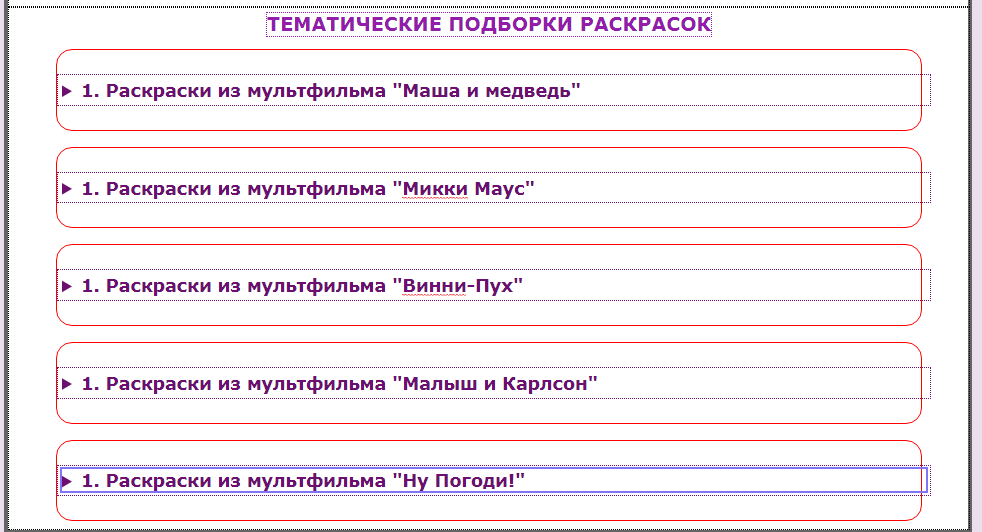 ТЕМАТИЧЕСКИЕ ПОДБОРКИ РАСКРАСОК
1. Раскраски из мультфильма "Маша и медведь"
1. Раскраски из мультфильма "Микки Маус"
1. Раскраски из мультфильма "Винни-Пух"
1. Раскраски из мультфильма "Малыш и Карлсон"
1. Раскраски из мультфильма "Ну Погоди!"